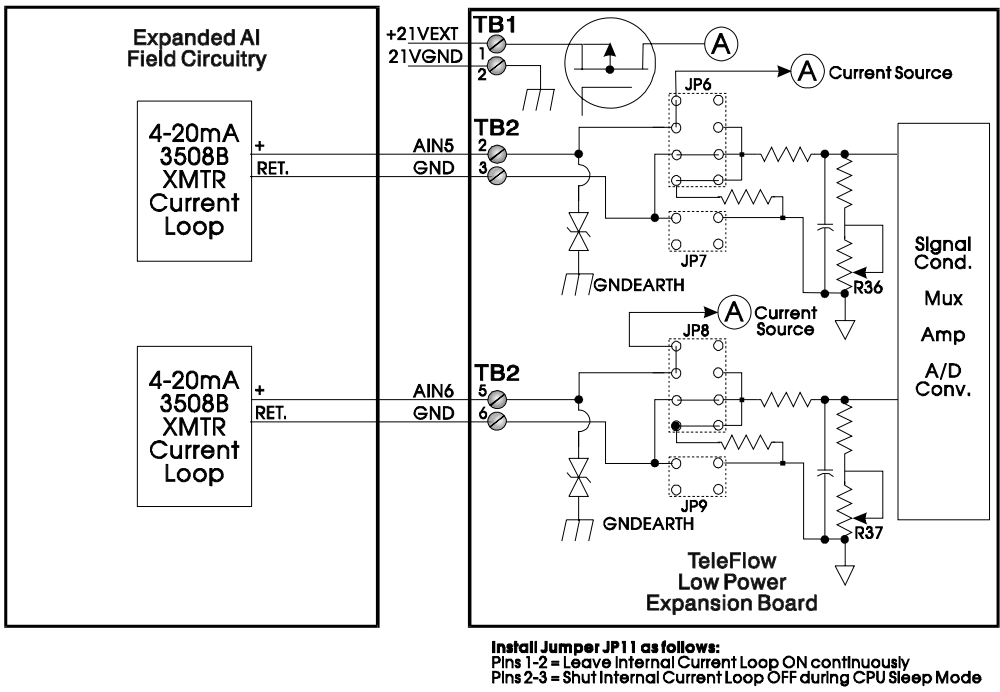 Expanded AI
Field Circuitry
+21VEXT
21VGND
TB1
1
2
A
A
Current Source
JP6
4-20mA
3508B
XMTR
Current
Loop
+
RET.
AIN5
GND
TB2
2
3
JP7
GNDEARTH
R36
Signal
Cond.
Mux
Amp
A/D
Conv.
A
Current
Source
JP8
4-20mA
3508B
XMTR
Current
Loop
+
RET.
AIN6
GND
TB2
5
6
JP9
GNDEARTH
R37
TeleFlow
Low Power
Expansion Board
Install Jumper JP11 as follows:
Pins 1-2 = Leave Internal Current Loop ON continuously
Pins 2-3 = Shut Internal Current Loop OFF during CPU Sleep Mode